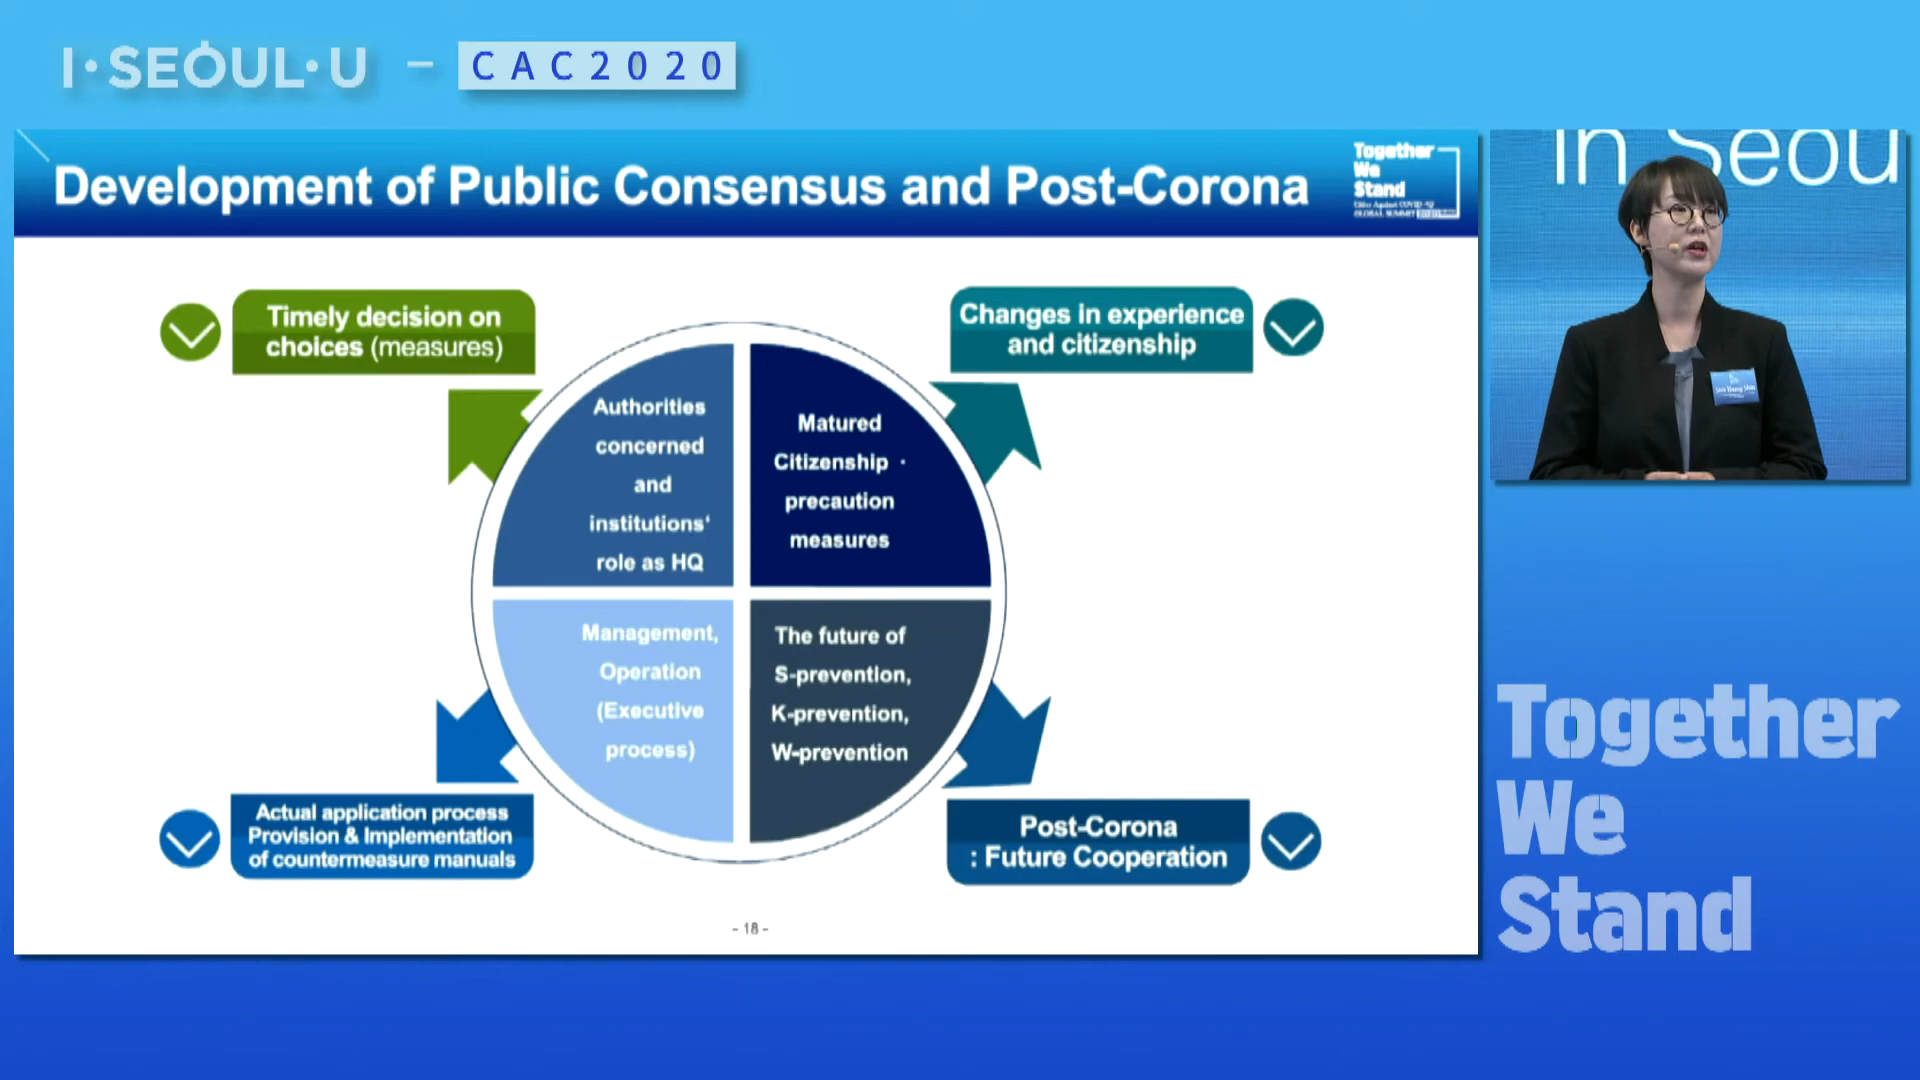 I·SEOUL·U – CAC2020
Development of Public Consensus and Post-Corona
Together
We
Stand
in Seoul
Timely decision on
choices (measures)
Changes in experience
and citizenship
Authorities
concerned
and
institutions'
role as HQ
Matured
Citizenship ·
precaution
measures
Management,
Operation
(Executive
process)
The future of
S-prevention,
K-prevention,
W-prevention
Actual application process
Provision & Implementation
of countermeasure manuals
Post-Corona
: Future Cooperation
- 18 -
Together
We
Stand